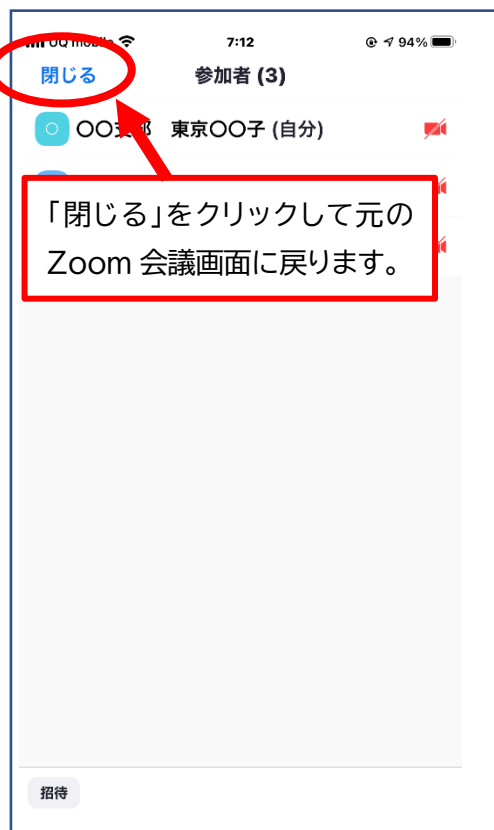 UQ mobile 7:12 94%
閉じる 参加者 (3)
〇〇支部 東京〇〇子 (自分)
「閉じる」をクリックして元の
Zoom 会議画面に戻ります。
招待